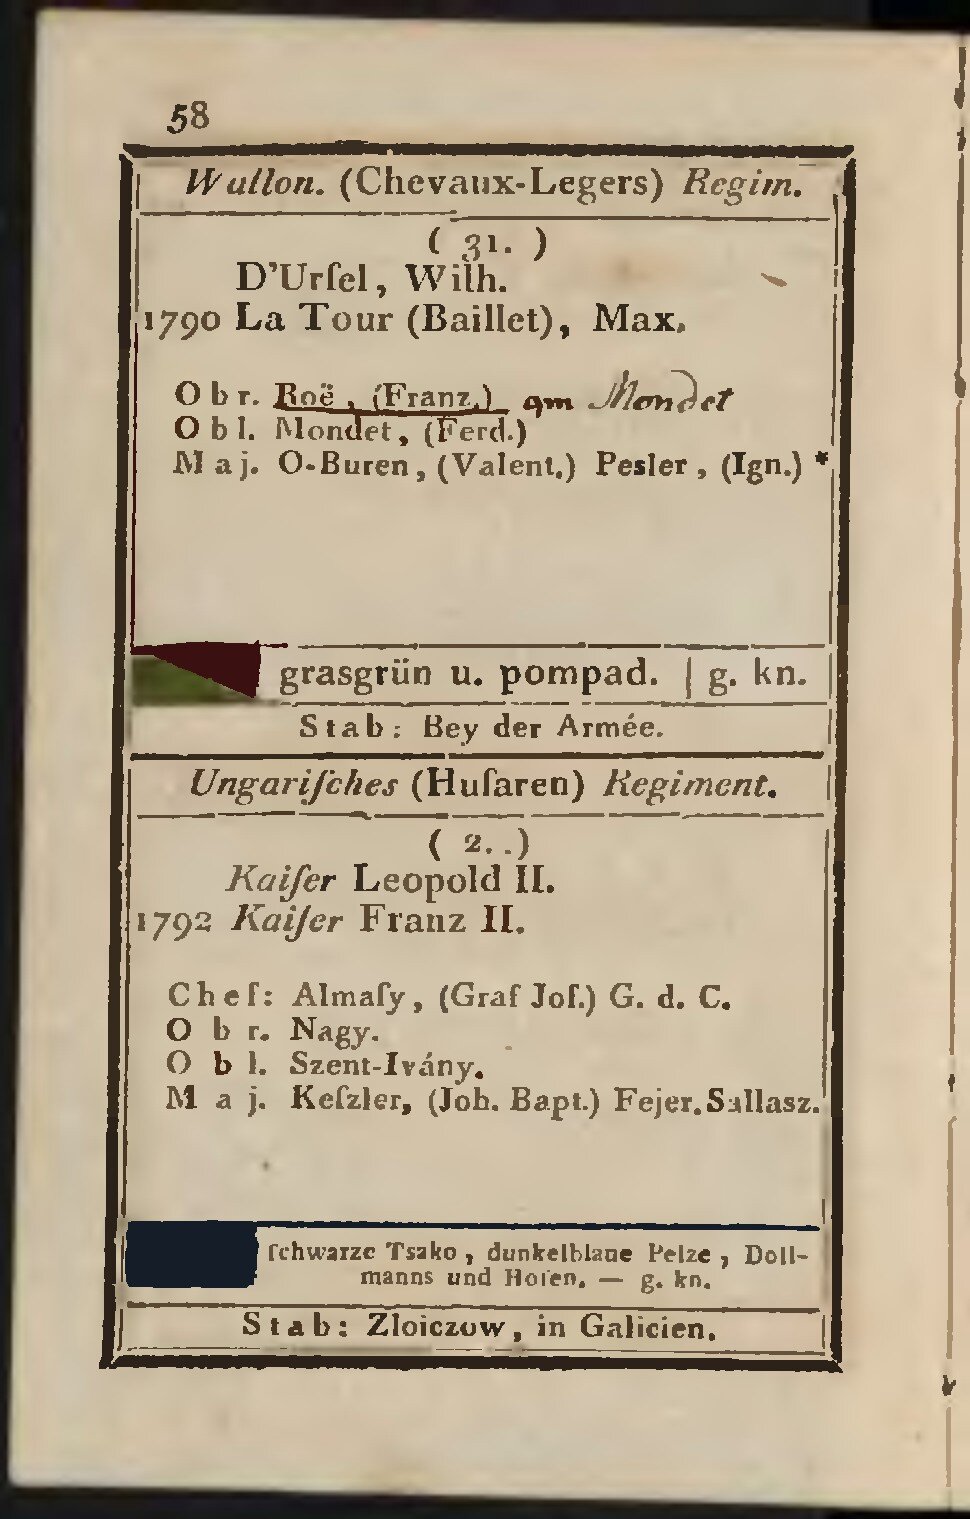 58
Wallon. (Chevaux-Legers) Regim.
( 31. )
D'Urſel, Wilh.
1790 La Tour (Baillet), Max.
Obr. Roë, (Franz.) qm Mondet
Obl. Mondet, (Ferd.)
Maj. O-Buren, (Valent.) Pesler, (Ign.) *
grasgrün u. pompad. | g. kn.
Stab: Bey der Armée.
Ungariſches (Huſaren) Regiment.
( 2. .)
Kaiſer Leopold II.
1792 Kaiſer Franz II.
Chef: Almaſy, (Graf Joſ.) G. d. C.
Obr. Nagy.
Obl. Szent-Ivány.
Maj. Keſzler, (Joh. Bapt.) Fejer. Sallasz.
ſchwarze Tsako, dunkelblaue Pelze, Doll-
manns und Hoſen. — g. kn.
Stab: Zloiczow, in Galicien.